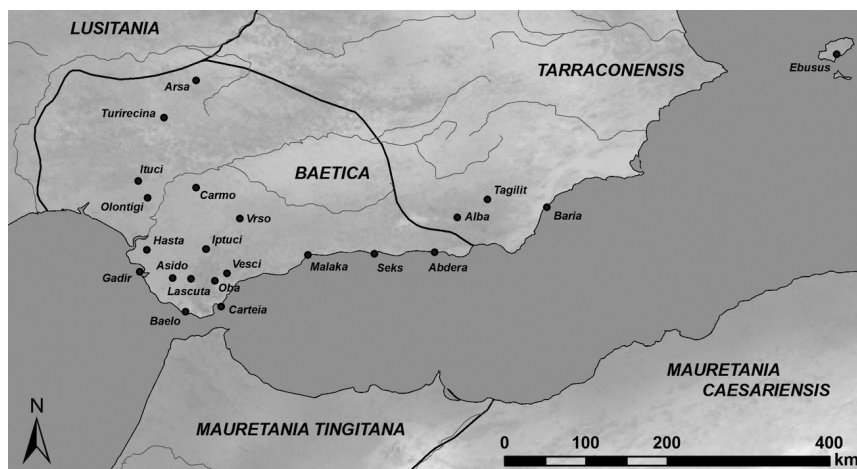 LUSITANIA
TARRACONENSIS
Ebusus
Arsa
Turirecina
BAETICA
Ituci
Carmo
Tagilit
Olontigi
Alba
Baria
Vrso
Hasta
Iptuci
Gadir
Asido
Vesci
Malaka
Seks
Abdera
Lascuta
Oba
Baelo
Carteia
MAURETANIA
CAESARIENSIS
N
MAURETANIA TINGITANA
0 100 200 400
km